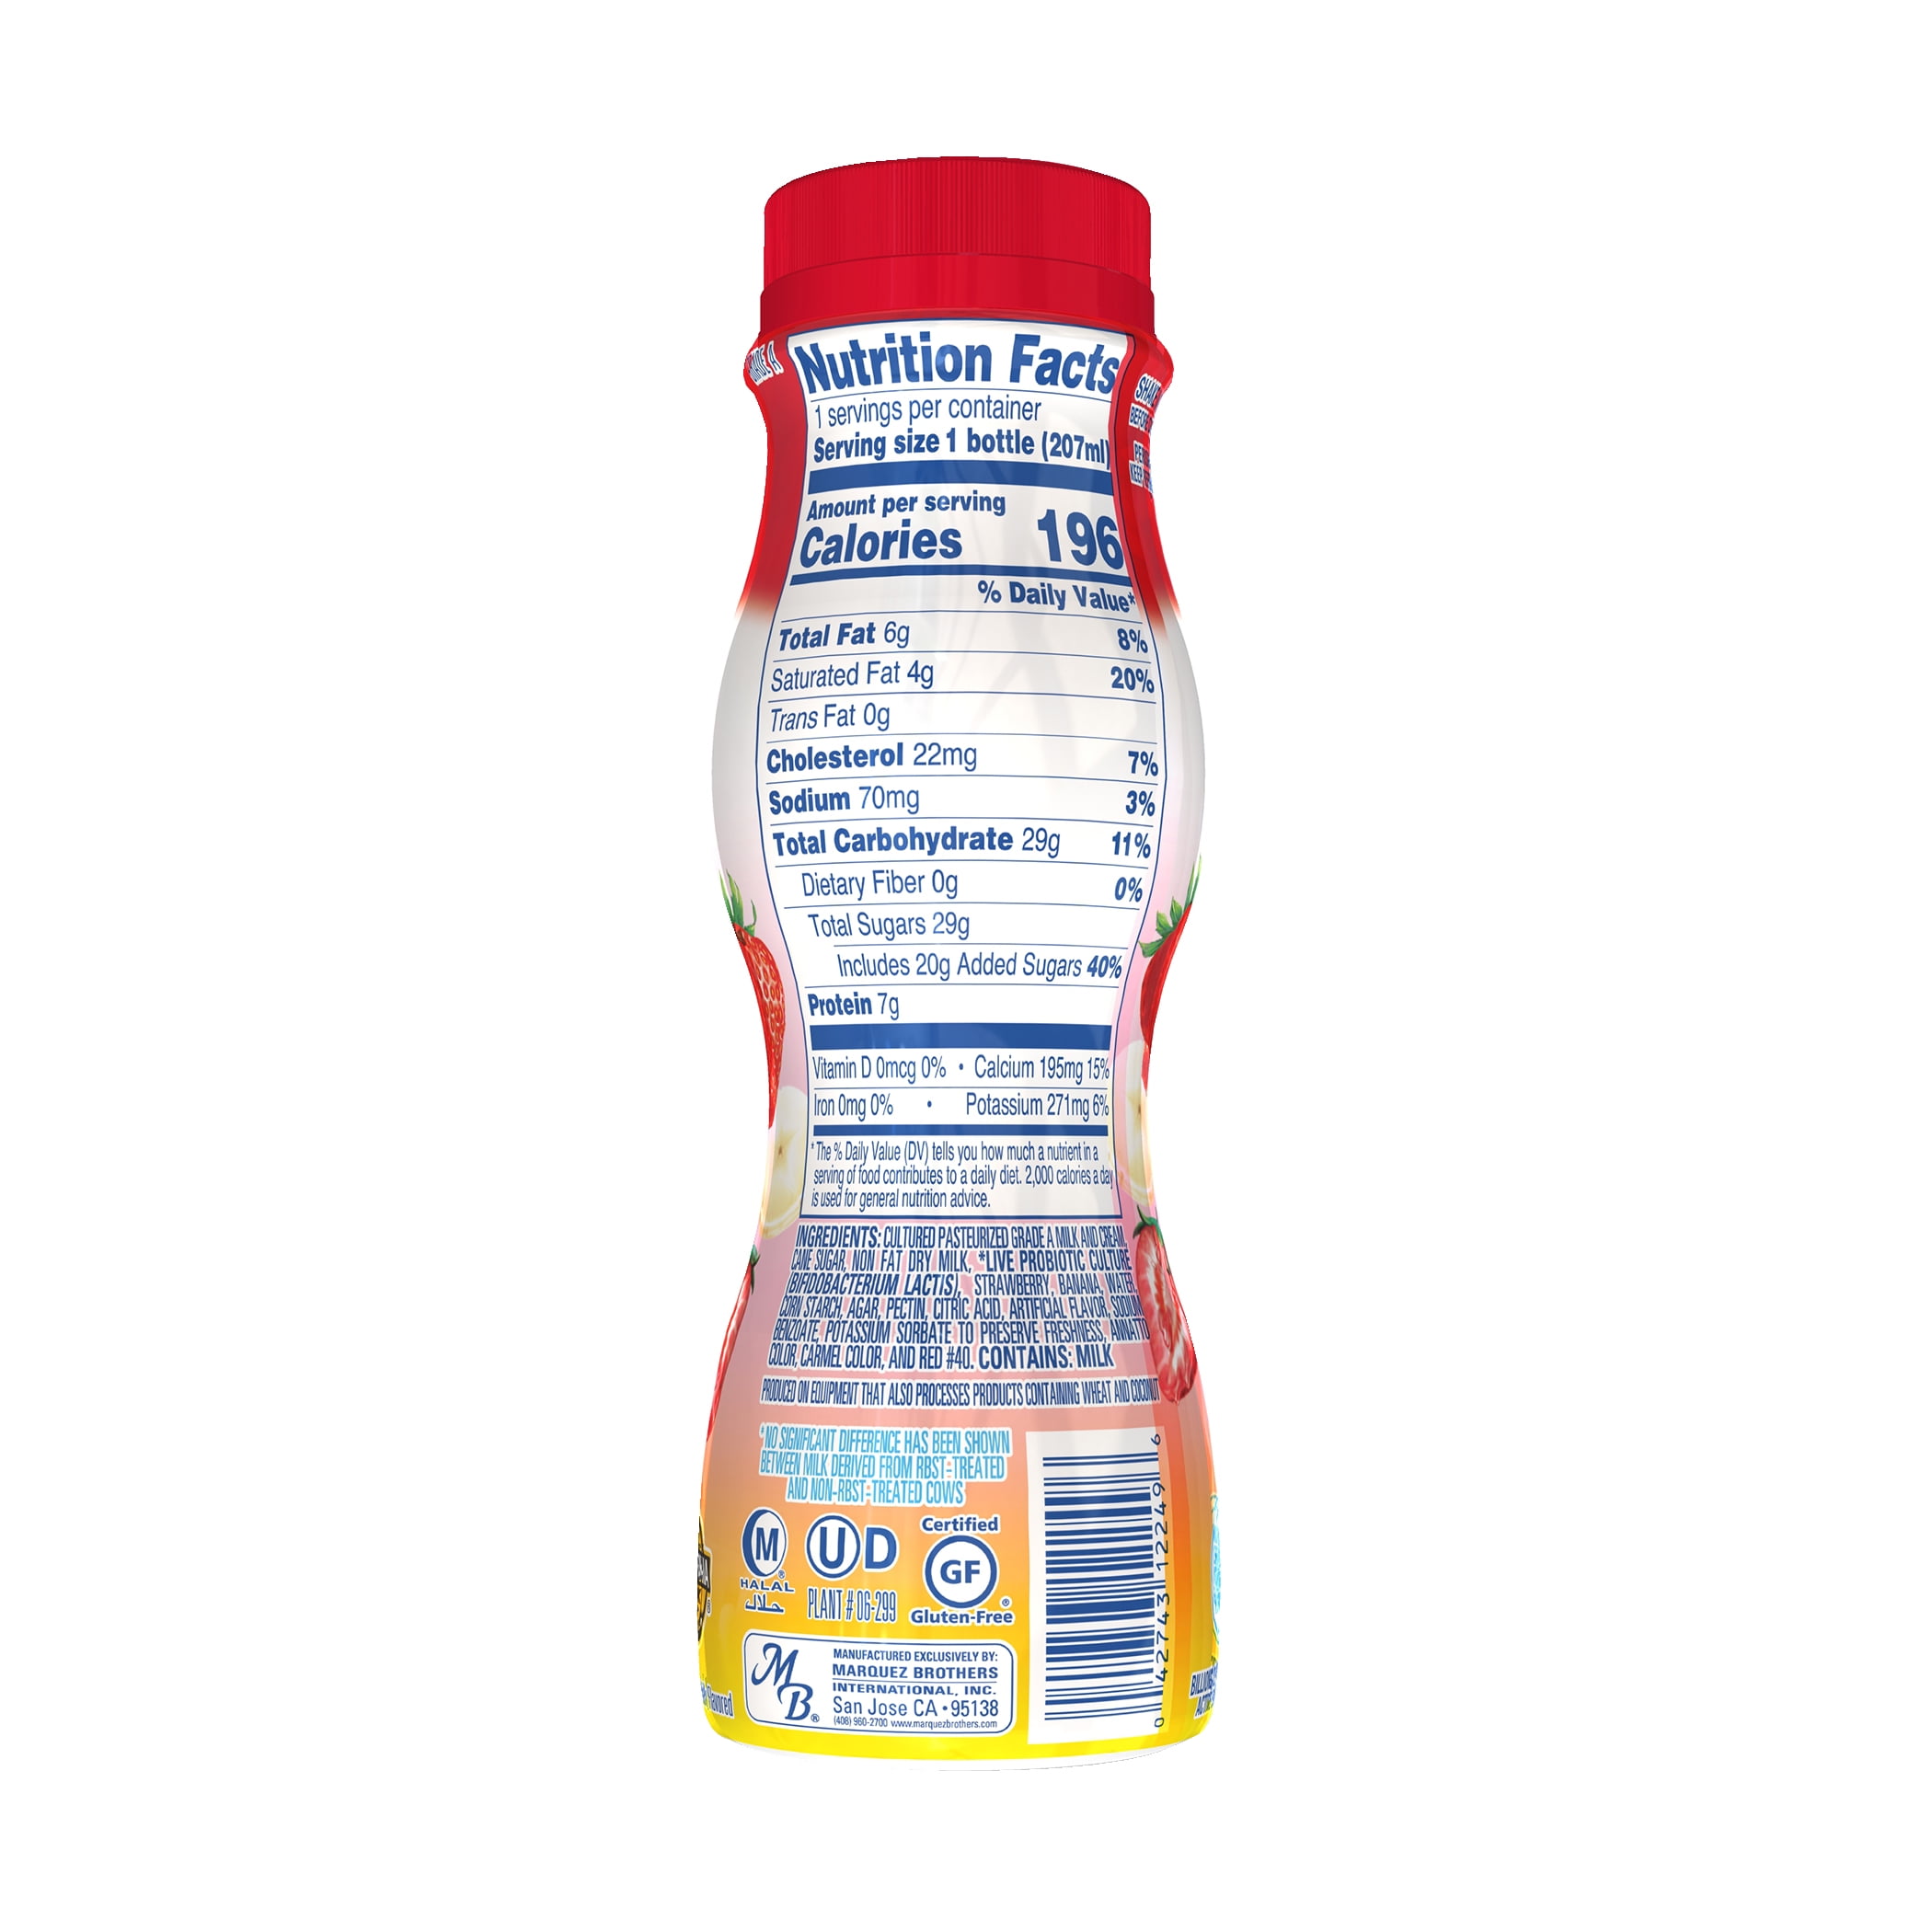 Nutrition Facts
1 servings per container
Serving size 1 bottle (207ml)
Amount per serving
Calories 196
% Daily Value*
Total Fat 6g 8%
Saturated Fat 4g 20%
Trans Fat 0g
Cholesterol 22mg 7%
Sodium 70mg 3%
Total Carbohydrate 29g 11%
Dietary Fiber 0g 0%
Total Sugars 29g
Includes 20g Added Sugars 40%
Protein 7g
Vitamin D 0mcg 0% • Calcium 195mg 15%
Iron 0mg 0% • Potassium 271mg 6%
* The % Daily Value (DV) tells you how much a nutrient in a
serving of food contributes to a daily diet. 2,000 calories a day
is used for general nutrition advice.
INGREDIENTS: CULTURED PASTEURIZED GRADE A MILK AND CREAM,
CANE SUGAR, NON FAT DRY MILK, *LIVE PROBIOTIC CULTURE
(BIFIDOBACTERIUM LACTIS), STRAWBERRY, BANANA, WATER,
CORN STARCH, AGAR, PECTIN, CITRIC ACID, ARTIFICIAL FLAVOR, SODIUM
BENZOATE, POTASSIUM SORBATE TO PRESERVE FRESHNESS, ANNATTO
COLOR, CARMEL COLOR, AND RED #40. CONTAINS: MILK
PRODUCED ON EQUIPMENT THAT ALSO PROCESSES PRODUCTS CONTAINING WHEAT AND COCONUT
*NO SIGNIFICANT DIFFERENCE HAS BEEN SHOWN
BETWEEN MILK DERIVED FROM RBST-TREATED
AND NON-RBST-TREATED COWS
M ®
HALAL
حلال
U D
PLANT # 06-299
Certified
GF ®
Gluten-Free
MB®
MANUFACTURED EXCLUSIVELY BY:
MARQUEZ BROTHERS
INTERNATIONAL, INC.
San Jose CA • 95138
(408) 960-2700 www.marquezbrothers.com
0 42743 12249 6